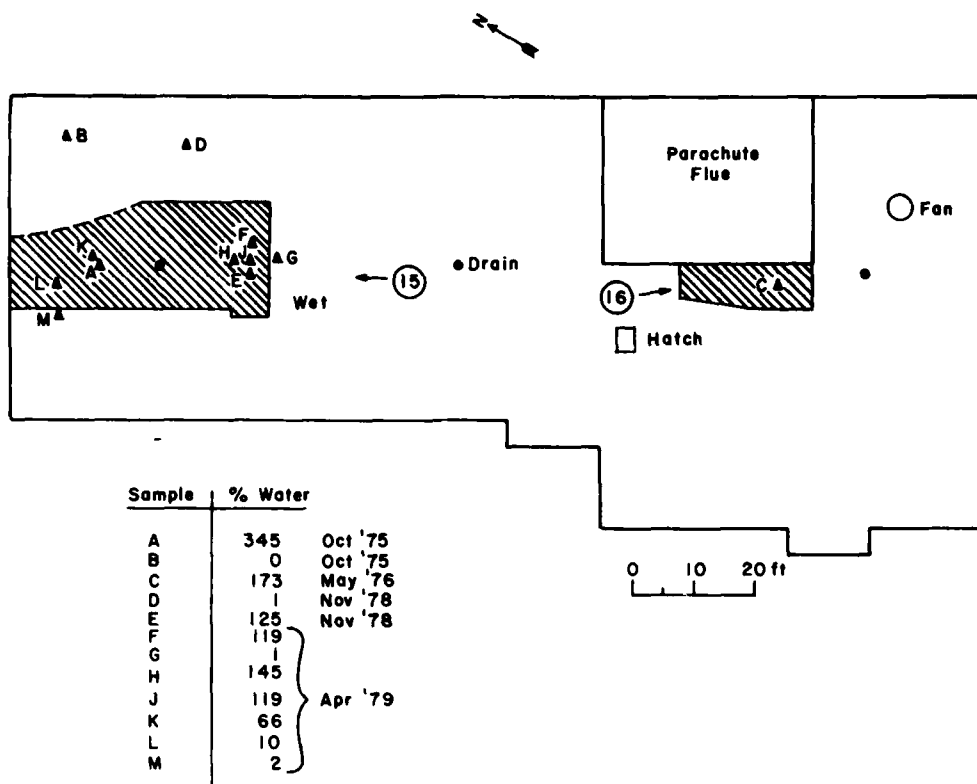 N
B
D
Parachute
Flue
Fan
F
K
H J
G
A
L
E
M
Wet
15
Drain
16
C
Hatch
Sample % Water
A 345 Oct '75
B 0 Oct '75
C 173 May '76
D 1 Nov '78
E 125 Nov '78
F 119
G 1
H 145
J 119 Apr '79
K 66
L 10
M 2
0 10 20 ft